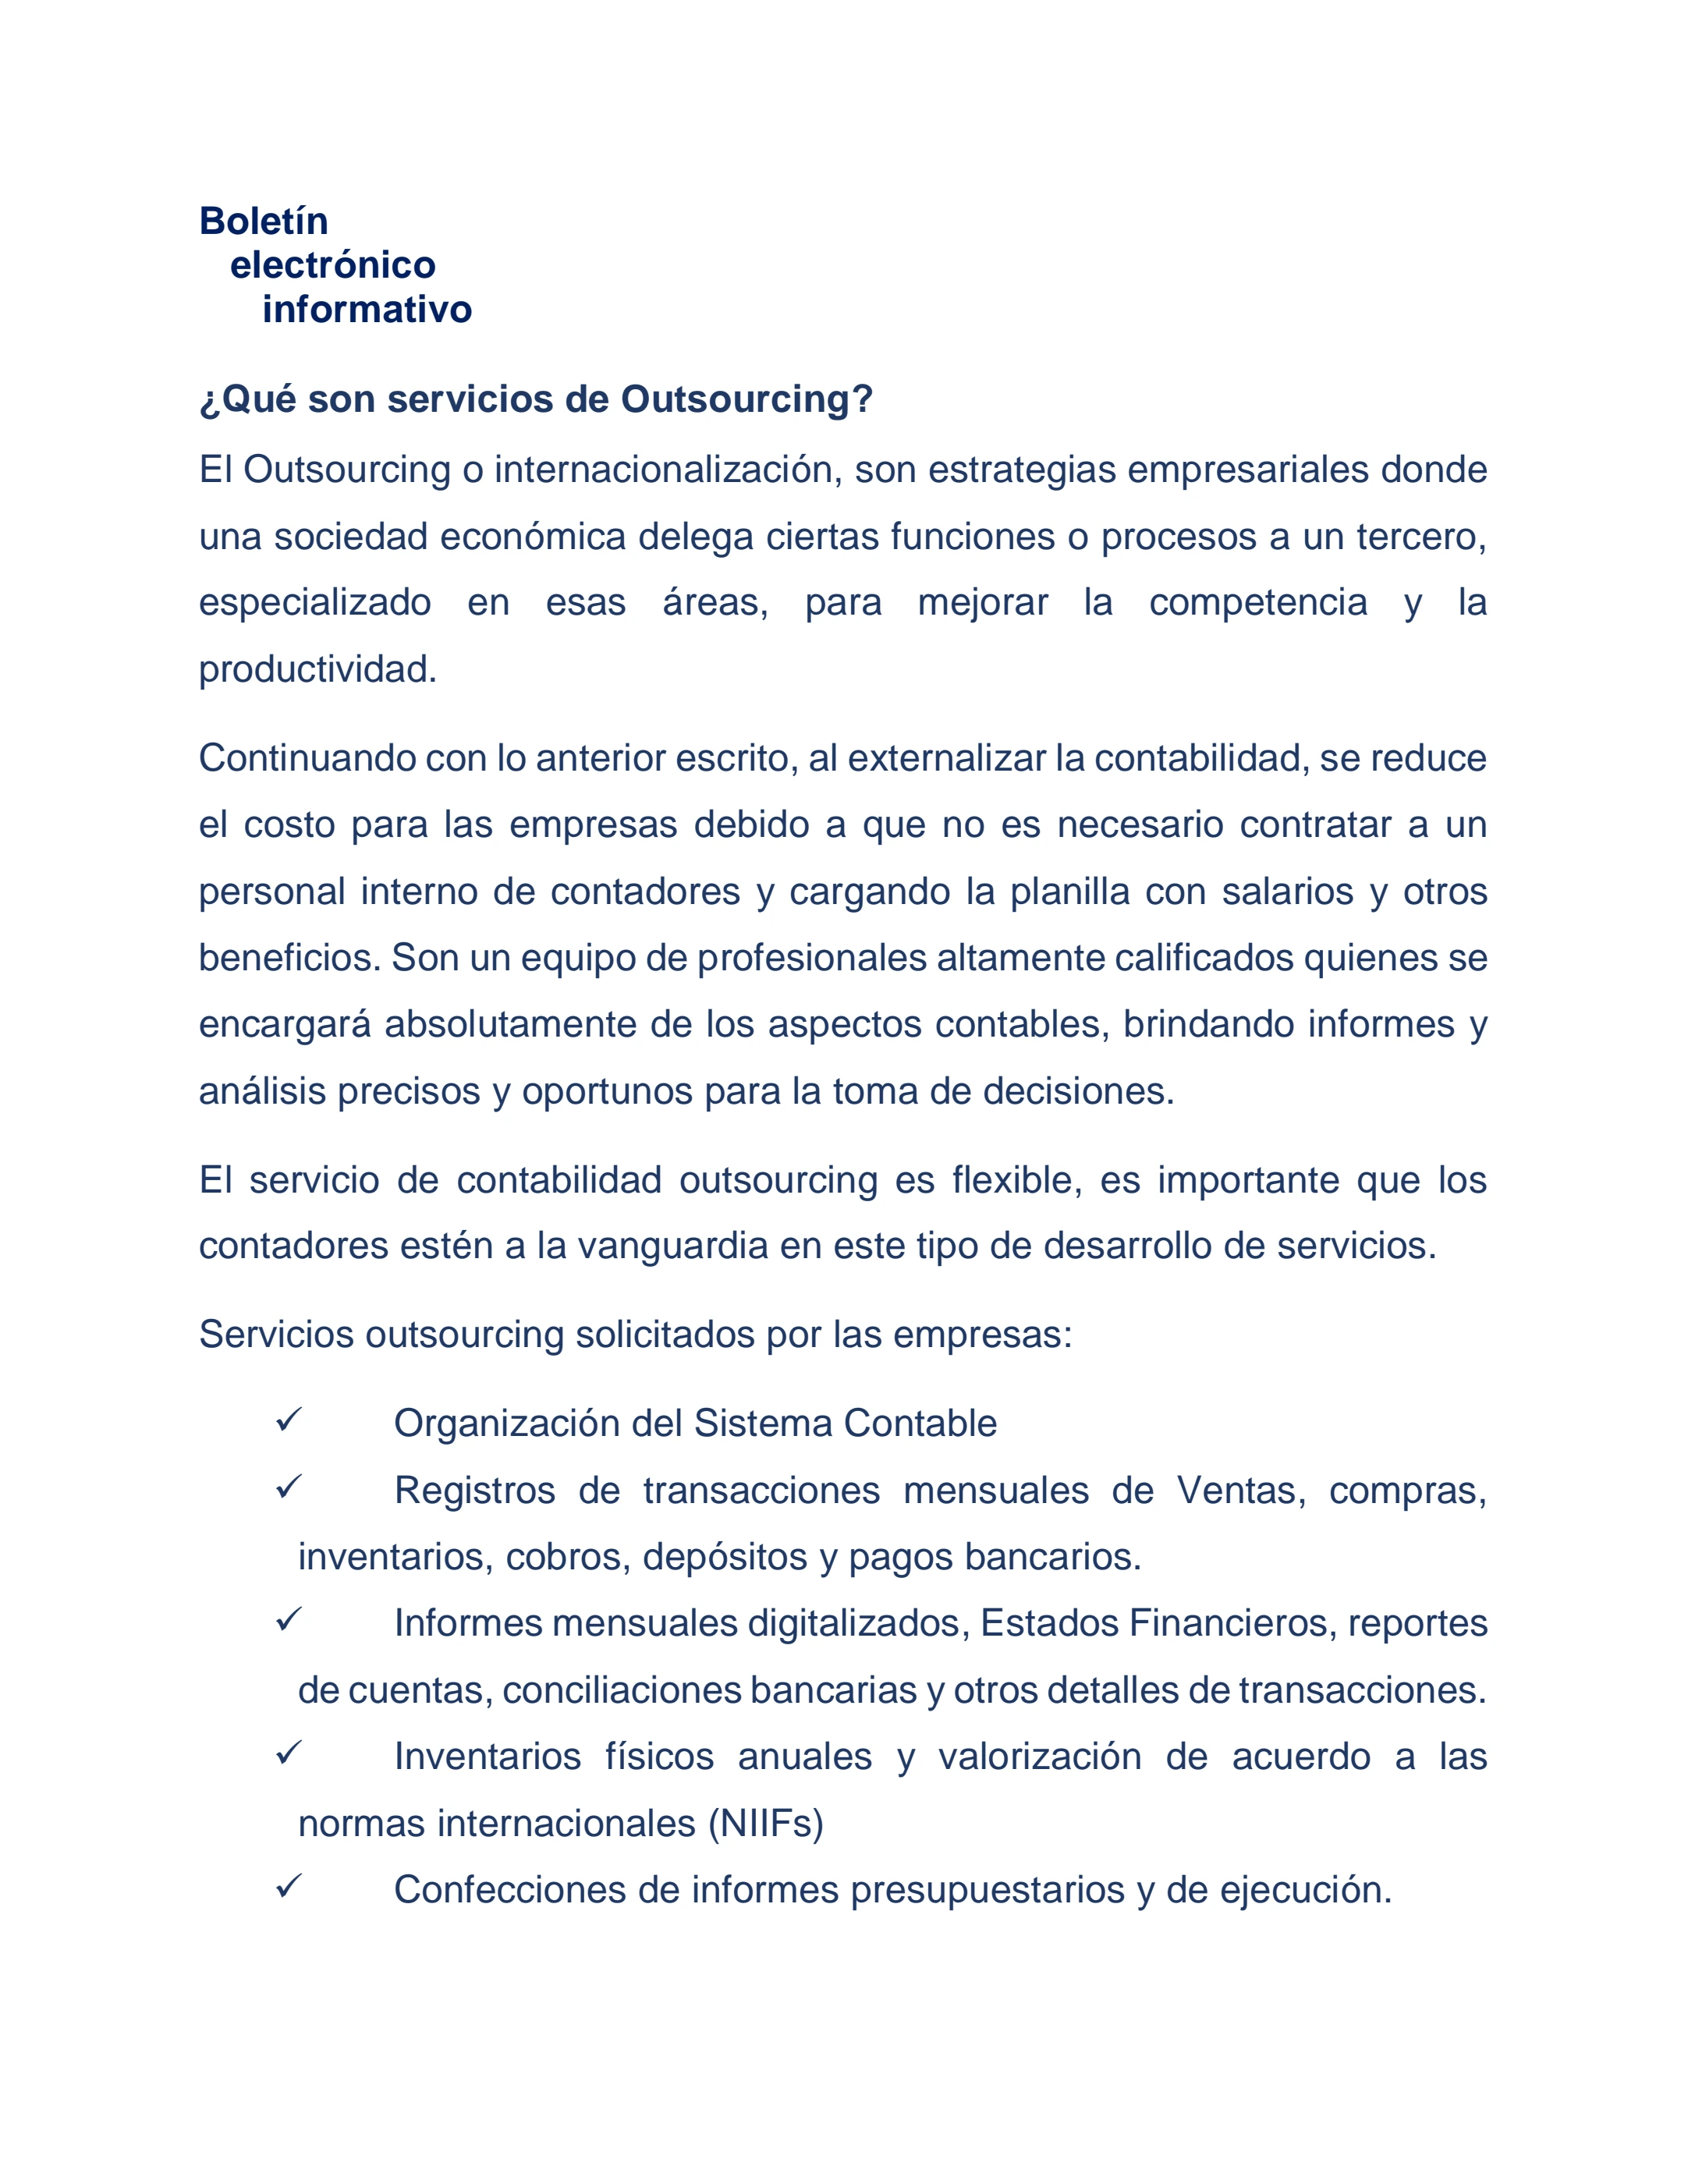 Boletín
electrónico
informativo
¿Qué son servicios de Outsourcing?
El Outsourcing o internacionalización, son estrategias empresariales donde
una sociedad económica delega ciertas funciones o procesos a un tercero,
especializado en esas áreas, para mejorar la competencia y la
productividad.
Continuando con lo anterior escrito, al externalizar la contabilidad, se reduce
el costo para las empresas debido a que no es necesario contratar a un
personal interno de contadores y cargando la planilla con salarios y otros
beneficios. Son un equipo de profesionales altamente calificados quienes se
encargará absolutamente de los aspectos contables, brindando informes y
análisis precisos y oportunos para la toma de decisiones.
El servicio de contabilidad outsourcing es flexible, es importante que los
contadores estén a la vanguardia en este tipo de desarrollo de servicios.
Servicios outsourcing solicitados por las empresas:
✓ Organización del Sistema Contable
✓ Registros de transacciones mensuales de Ventas, compras,
inventarios, cobros, depósitos y pagos bancarios.
✓ Informes mensuales digitalizados, Estados Financieros, reportes
de cuentas, conciliaciones bancarias y otros detalles de transacciones.
✓ Inventarios físicos anuales y valorización de acuerdo a las
normas internacionales (NIIFs)
✓ Confecciones de informes presupuestarios y de ejecución.